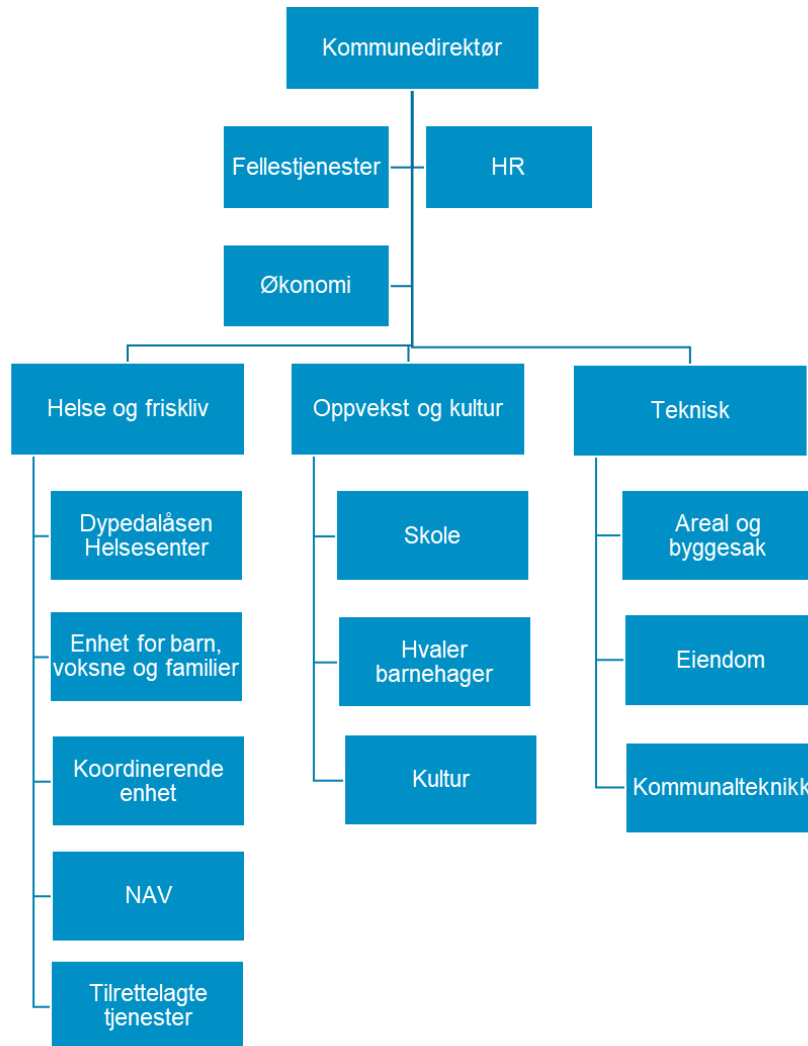 Kommunedirektør
Fellestjenester
HR
Økonomi
Helse og friskliv
Dypedalåsen
Helsesenter
Enhet for barn,
voksne og familier
Koordinerende
enhet
NAV
Tilrettelagte
tjenester
Oppvekst og kultur
Skole
Hvaler
barnehager
Kultur
Teknisk
Areal og
byggesak
Eiendom
Kommunalteknikk